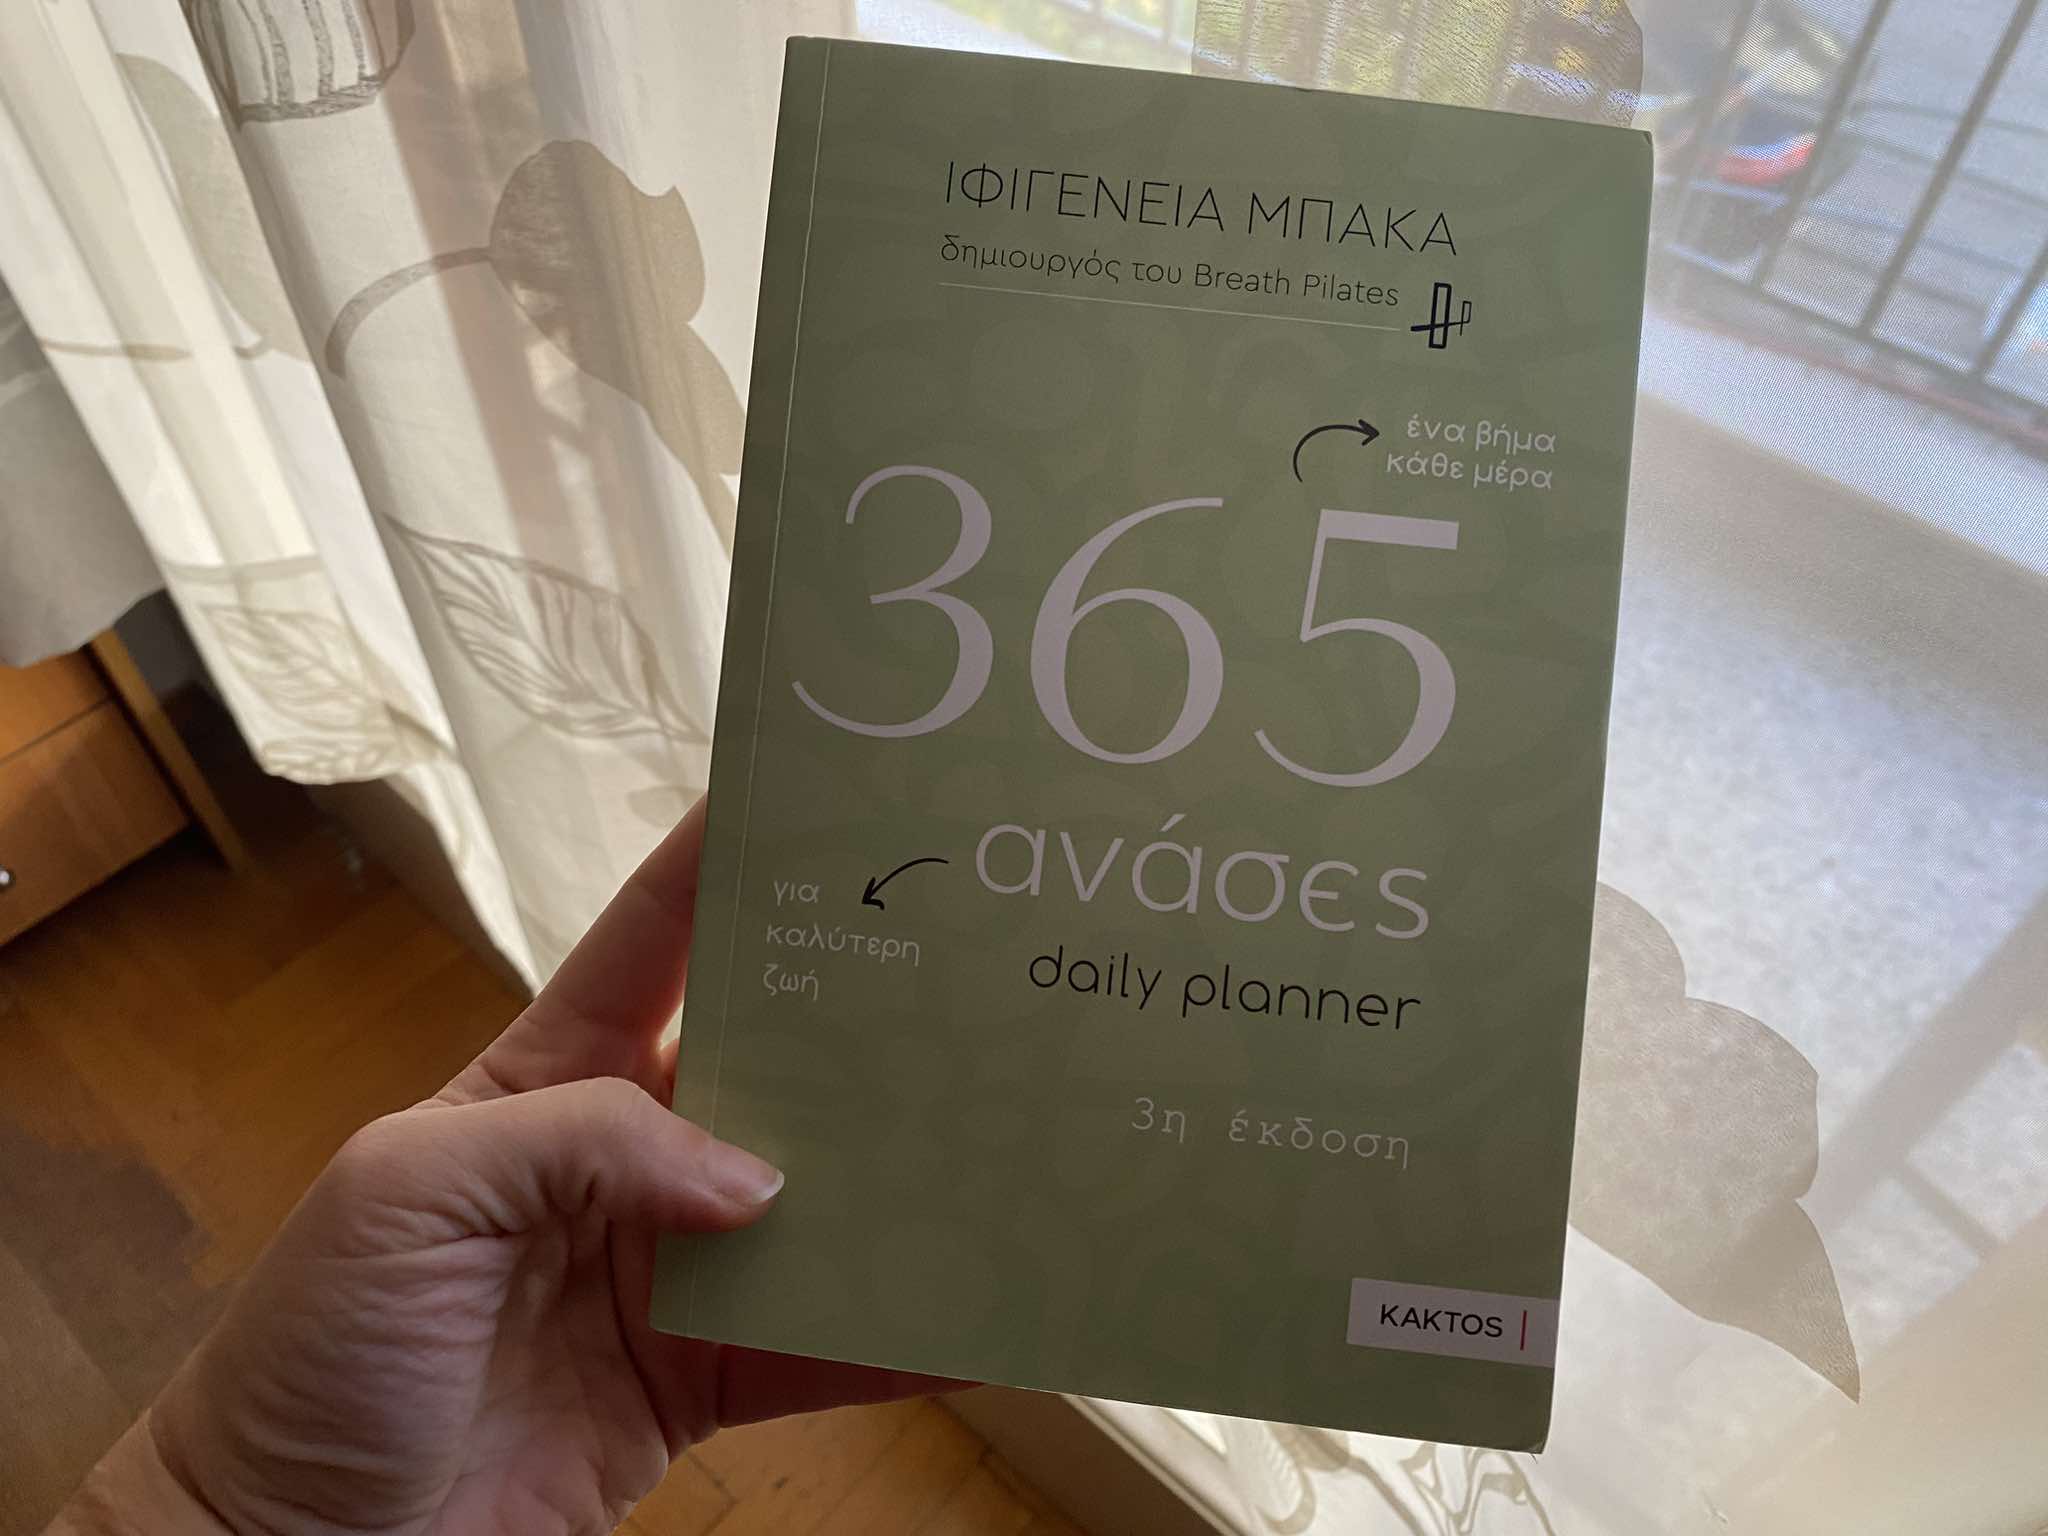 ΙΦΙΓΕΝΕΙΑ ΜΠΑΚΑ
δημιουργός του Breath Pilates
ένα βήμα
κάθε μέρα
365
ανάσες
για
καλύτερη
ζωή
daily planner
3η έκδοση
KAKTOS